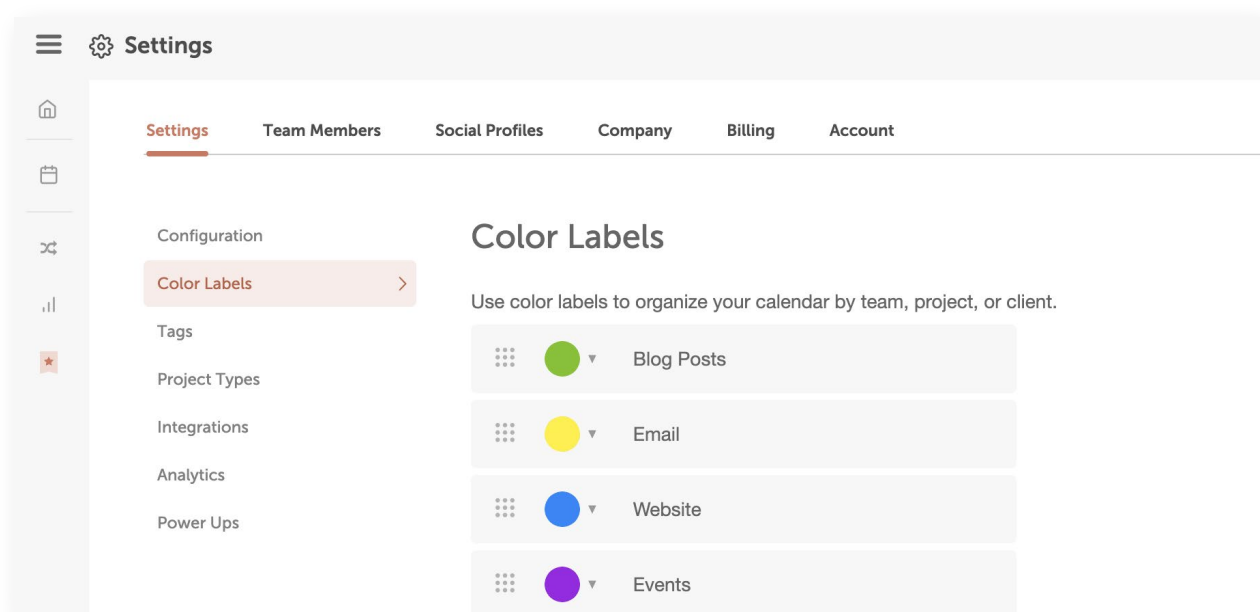 Settings
Settings Team Members Social Profiles Company Billing Account
Configuration
Color Labels
Tags
Project Types
Integrations
Analytics
Power Ups
Color Labels
Use color labels to organize your calendar by team, project, or client.
Blog Posts
Email
Website
Events